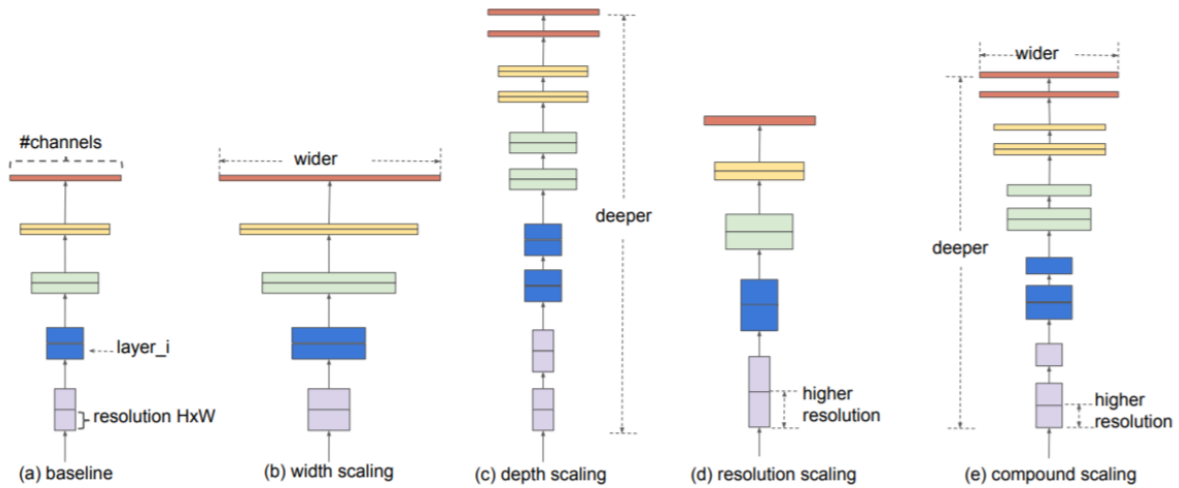 #channels
layer_i
resolution HxW
(a) baseline
wider
(b) width scaling
deeper
(c) depth scaling
higher
resolution
(d) resolution scaling
wider
deeper
higher
resolution
(e) compound scaling